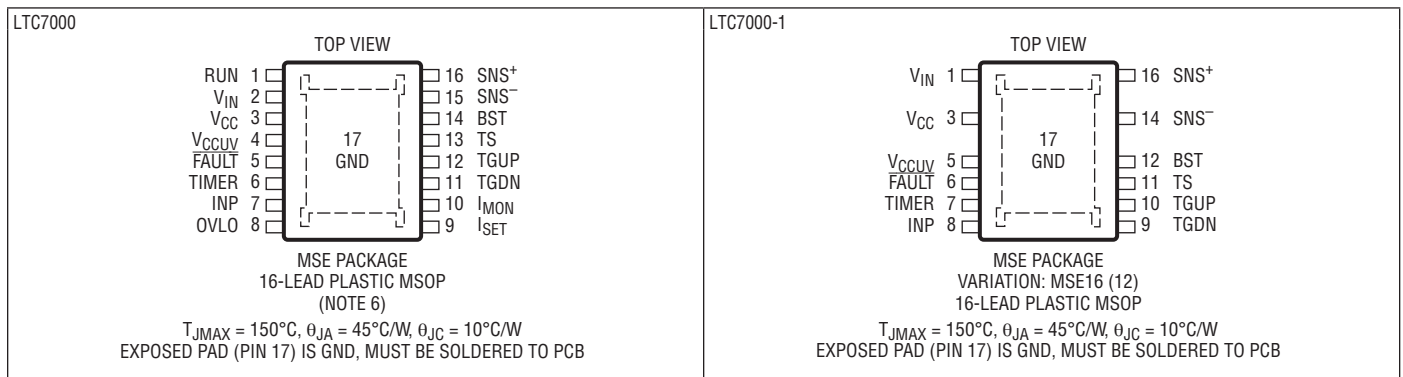 LTC7000
TOP VIEW
RUN 1
V_IN 2
V_CC 3
V_CCUV 4
FAULT 5
TIMER 6
INP 7
OVLO 8
17
GND
16 SNS⁺
15 SNS⁻
14 BST
13 TS
12 TGUP
11 TGDN
10 I_MON
9 I_SET
MSE PACKAGE
16-LEAD PLASTIC MSOP
(NOTE 6)
T_JMAX = 150°C, θ_JA = 45°C/W, θ_JC = 10°C/W
EXPOSED PAD (PIN 17) IS GND, MUST BE SOLDERED TO PCB
LTC7000-1
TOP VIEW
V_IN 1
V_CC 3
V_CCUV 5
FAULT 6
TIMER 7
INP 8
17
GND
16 SNS⁺
14 SNS⁻
12 BST
11 TS
10 TGUP
9 TGDN
MSE PACKAGE
VARIATION: MSE16 (12)
16-LEAD PLASTIC MSOP
T_JMAX = 150°C, θ_JA = 45°C/W, θ_JC = 10°C/W
EXPOSED PAD (PIN 17) IS GND, MUST BE SOLDERED TO PCB